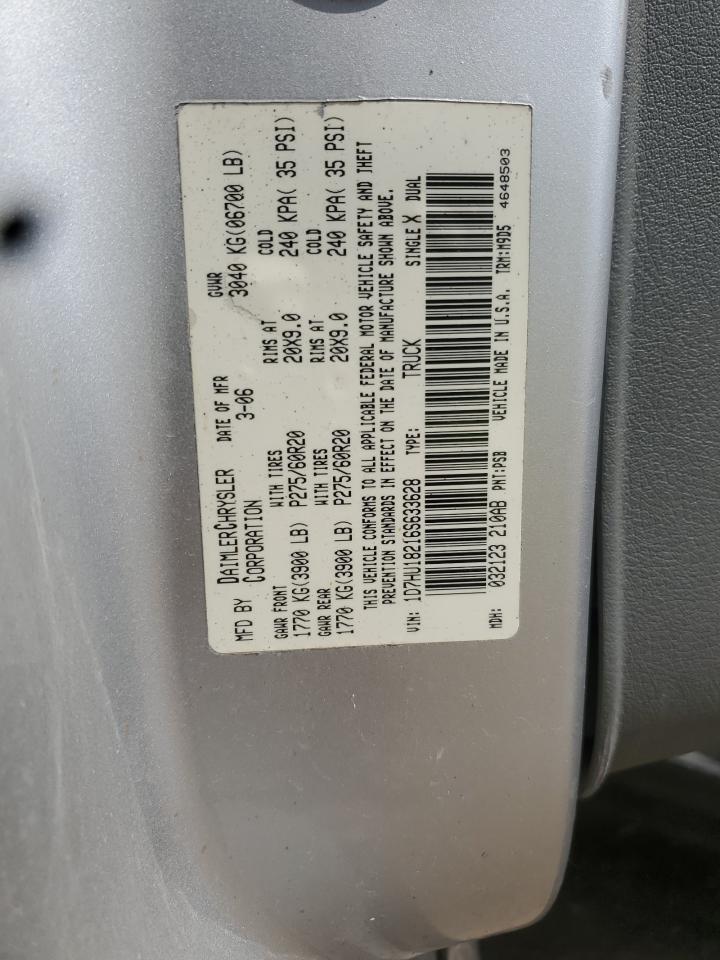 MFD BY DAIMLERCHRYSLER CORPORATION DATE OF MFR 3-06 GVWR 3040 KG(06700 LB)
GAWR FRONT WITH TIRES RIMS AT COLD
1770 KG(3900 LB) P275/60R20 20X9.0 240 KPA( 35 PSI)
GAWR REAR WITH TIRES RIMS AT COLD
1770 KG(3900 LB) P275/60R20 20X9.0 240 KPA( 35 PSI)
THIS VEHICLE CONFORMS TO ALL APPLICABLE FEDERAL MOTOR VEHICLE SAFETY AND THEFT
PREVENTION STANDARDS IN EFFECT ON THE DATE OF MANUFACTURE SHOWN ABOVE.
VIN: 1D7HU18216S633628 TYPE: TRUCK SINGLE X DUAL
MDH: 032123 210AB PNT:PSB VEHICLE MADE IN U.S.A. TRM:M9D5 4648503